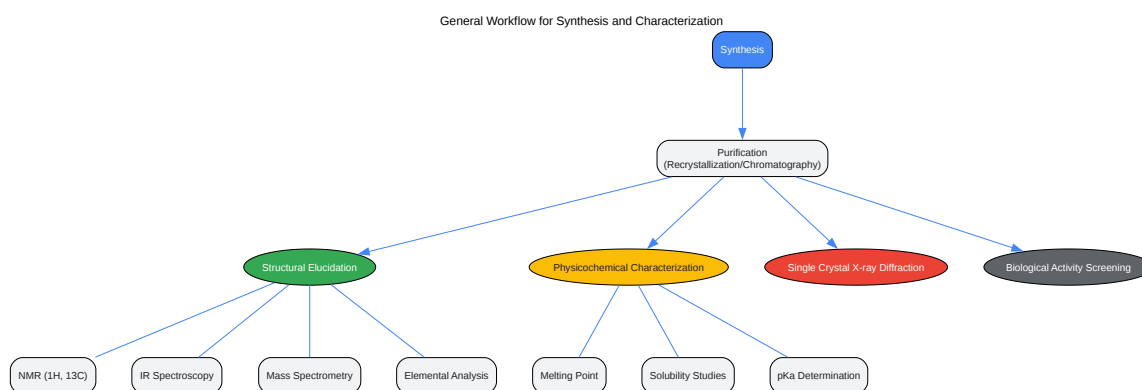 General Workflow for Synthesis and Characterization
Synthesis
Purification
(Recrystallization/Chromatography)
Structural Elucidation
Physicochemical Characterization
Single Crystal X-ray Diffraction
Biological Activity Screening
NMR (1H, 13C)
IR Spectroscopy
Mass Spectrometry
Elemental Analysis
Melting Point
Solubility Studies
pKa Determination